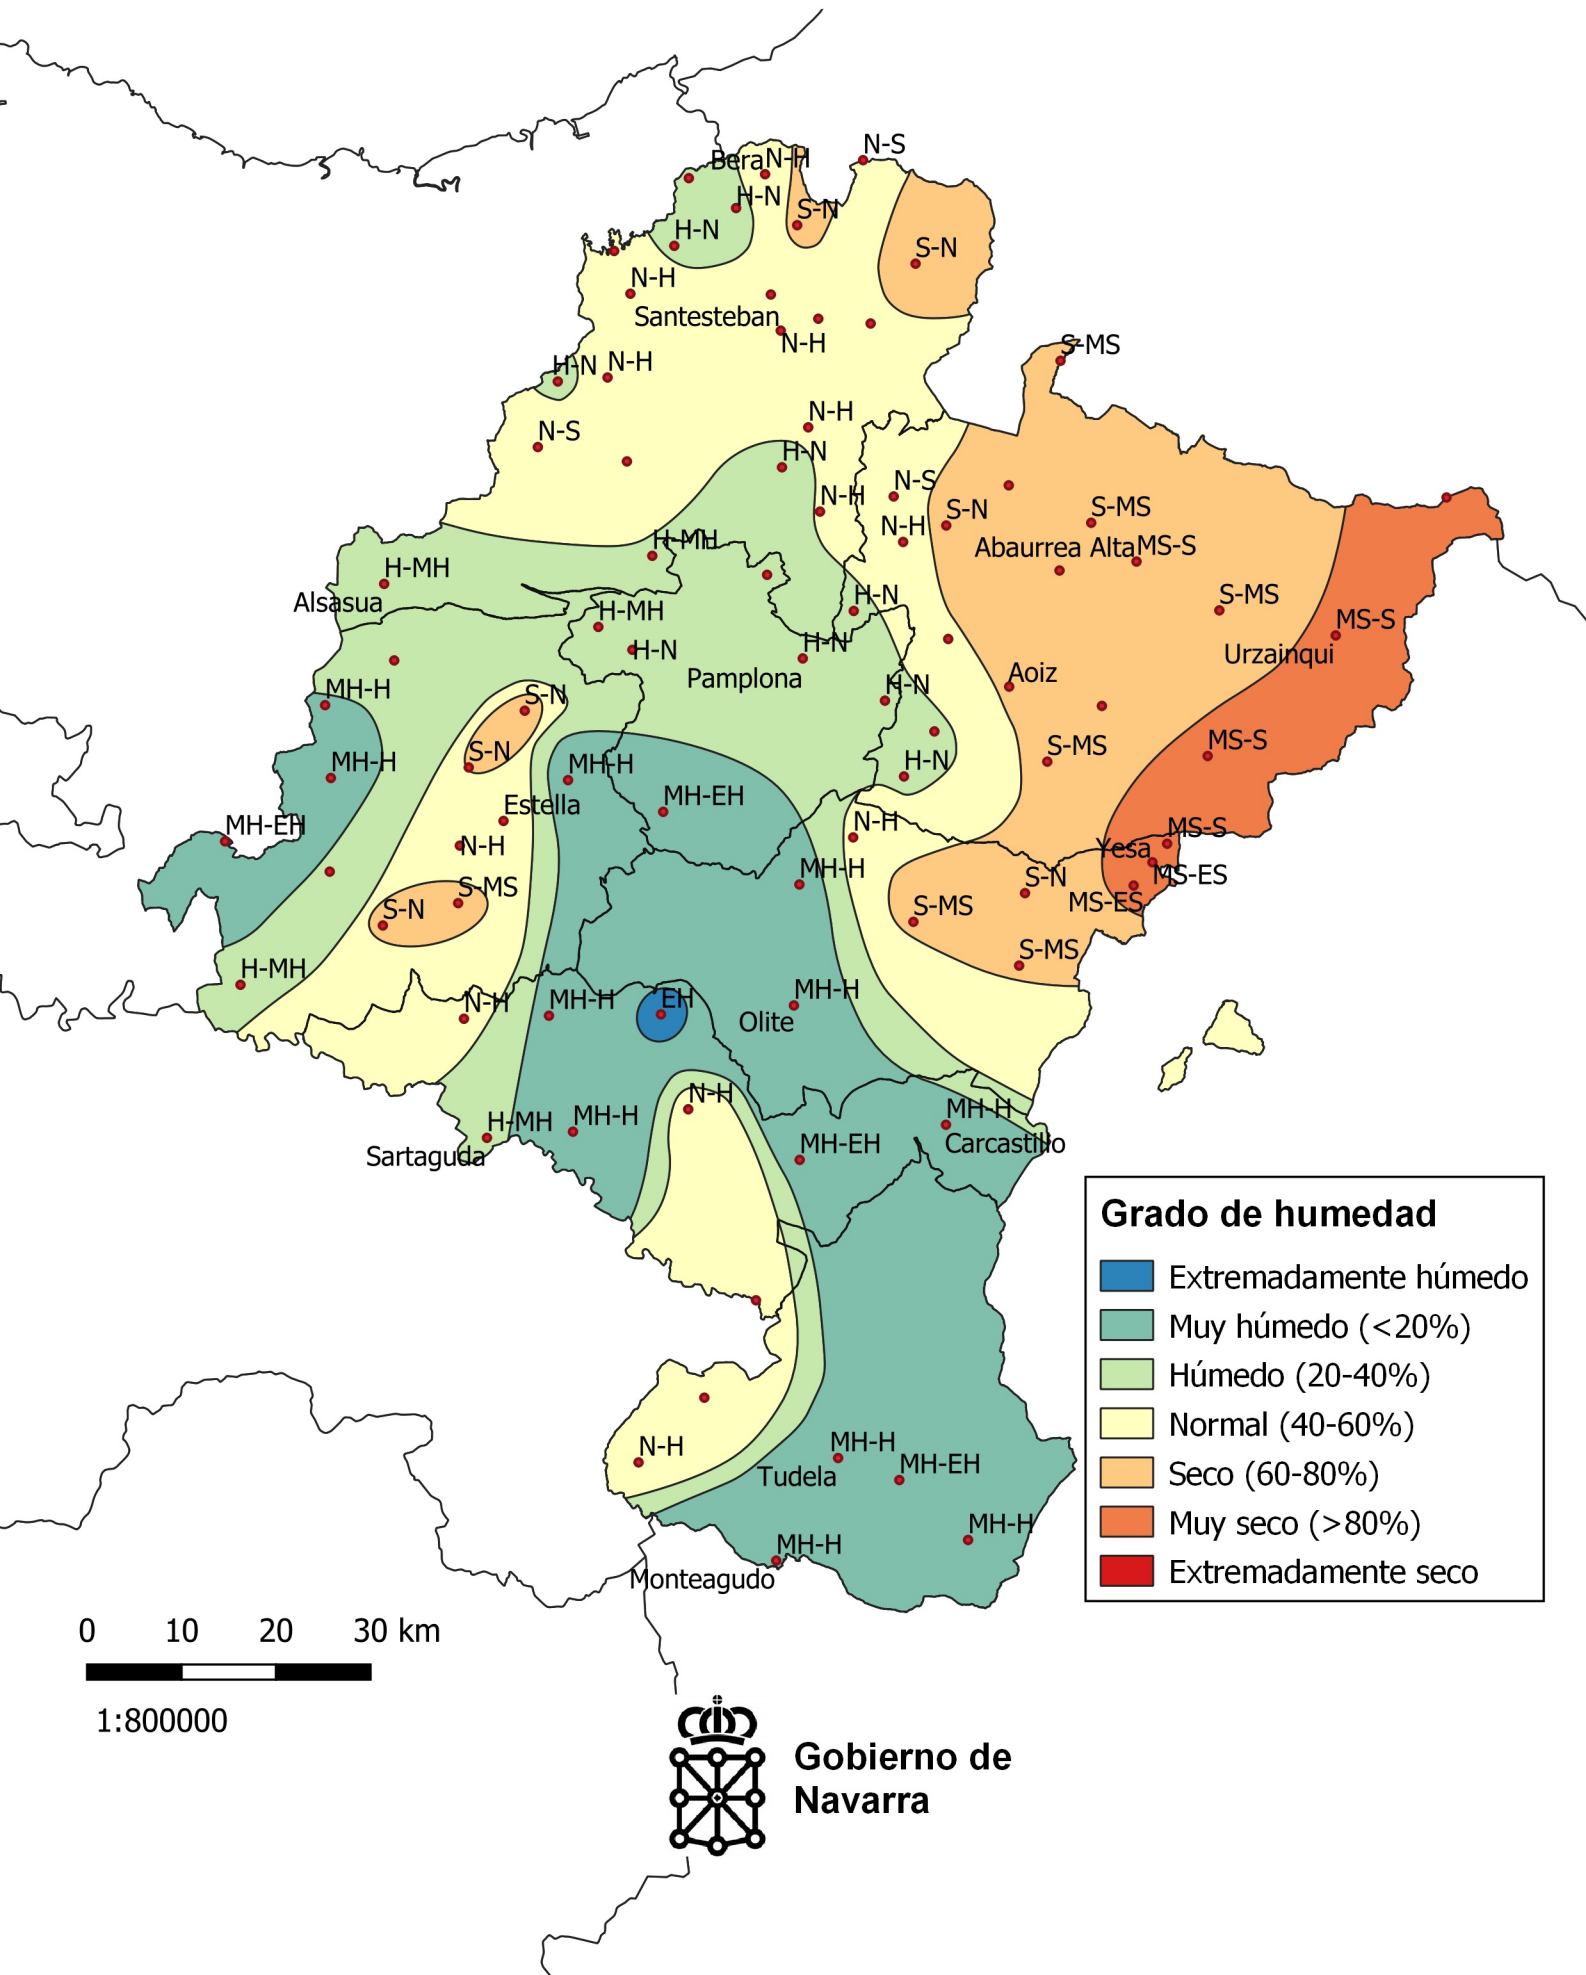 N-S
Bera
N-H
H-N
S-N
H-N
S-N
N-H
Santesteban
N-H
S-MS
H-N
N-H
N-H
N-S
H-N
N-S
N-H
S-N
S-MS
N-H
H-MH
Abaurrea Alta
MS-S
H-MH
Alsasua
H-N
S-MS
H-MH
MS-S
H-N
H-N
Urzainqui
Pamplona
Aoiz
MH-H
S-N
H-N
S-N
MH-H
MH-H
H-N
S-MS
MS-S
MH-EH
Estella
MH-EH
N-H
MS-S
N-H
Yesa
MH-H
S-N
MS-ES
S-MS
S-N
S-MS
MS-ES
S-MS
H-MH
N-H
MH-H
EH
MH-H
Olite
N-H
MH-H
H-MH
MH-H
MH-EH
Carcastillo
Sartaguda
N-H
MH-H
MH-EH
Tudela
MH-H
MH-H
Monteagudo
Grado de humedad
Extremadamente húmedo
Muy húmedo (<20%)
Húmedo (20-40%)
Normal (40-60%)
Seco (60-80%)
Muy seco (>80%)
Extremadamente seco
0 10 20 30 km
1:800000
Gobierno de
Navarra